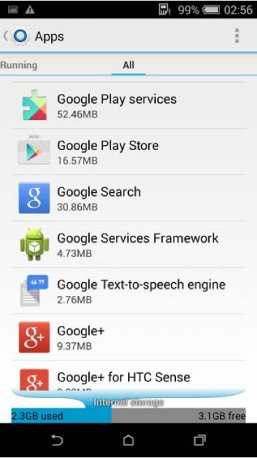 99% 02:56
Apps
Running All
Google Play services
52.46MB
Google Play Store
16.57MB
Google Search
30.86MB
Google Services Framework
4.73MB
Google Text-to-speech engine
2.76MB
Google+
9.37MB
Google+ for HTC Sense
Internal storage
2.3GB used 3.1GB free